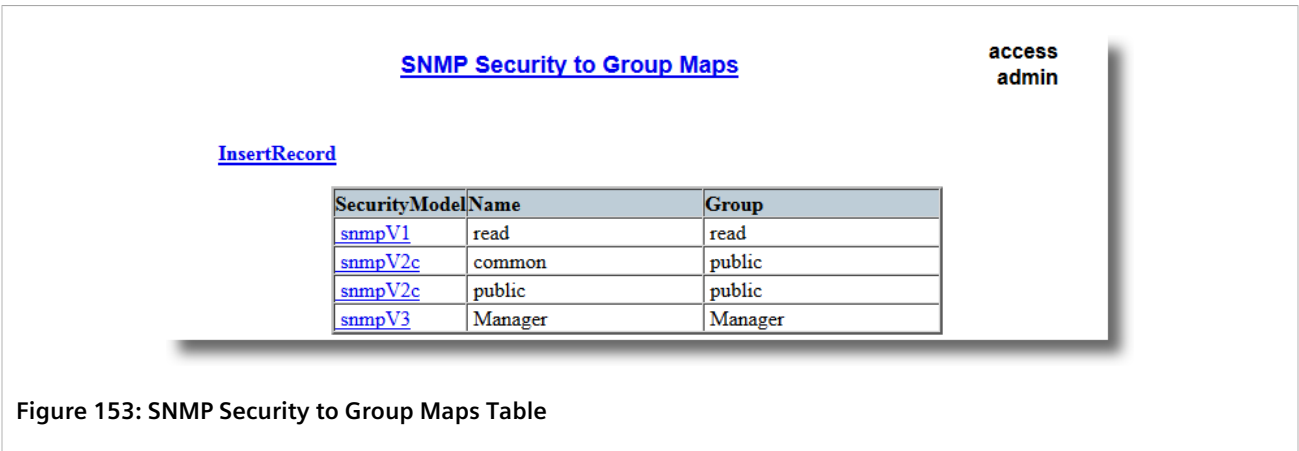 SNMP Security to Group Maps
access
admin
InsertRecord
SecurityModel Name Group
snmpV1 read read
snmpV2c common public
snmpV2c public public
snmpV3 Manager Manager
Figure 153: SNMP Security to Group Maps Table